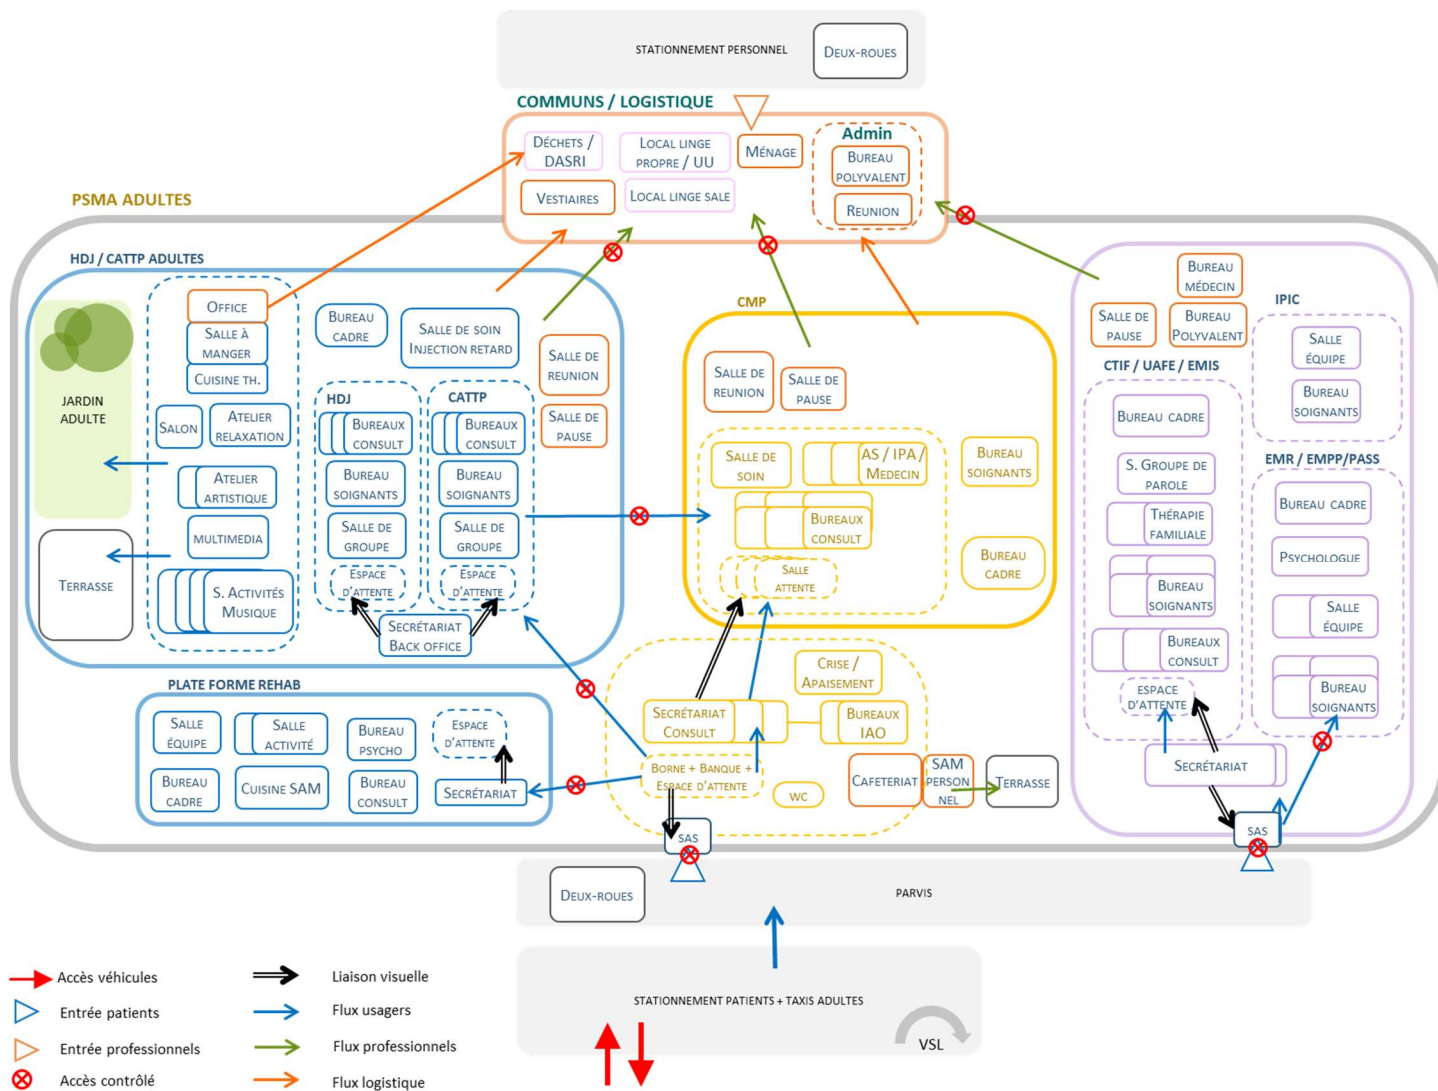 STATIONNEMENT PERSONNEL
DEUX-ROUES
COMMUNS / LOGISTIQUE
DÉCHETS /
DASRI
LOCAL LINGE
PROPRE / UU
MÉNAGE
Admin
BUREAU
POLYVALENT
VESTIAIRES
LOCAL LINGE SALE
REUNION
PSMA ADULTES
HDJ / CATTP ADULTES
OFFICE
SALLE À
MANGER
CUISINE TH.
BUREAU
CADRE
SALLE DE SOIN
INJECTION RETARD
SALLE DE
REUNION
SALLE DE
PAUSE
JARDIN
ADULTE
SALON
ATELIER
RELAXATION
ATELIER
ARTISTIQUE
MULTIMEDIA
S. ACTIVITÉS
MUSIQUE
TERRASSE
HDJ
BUREAUX
CONSULT
BUREAU
SOIGNANTS
SALLE DE
GROUPE
ESPACE
D'ATTENTE
CATTP
BUREAUX
CONSULT
BUREAU
SOIGNANTS
SALLE DE
GROUPE
ESPACE
D'ATTENTE
SECRÉTARIAT
BACK OFFICE
CMP
SALLE DE
REUNION
SALLE DE
PAUSE
SALLE DE
SOIN
AS / IPA /
MEDECIN
BUREAU
SOIGNANTS
BUREAUX
CONSULT
SALLE
ATTENTE
BUREAU
CADRE
BUREAU
MÉDECIN
SALLE DE
PAUSE
BUREAU
POLYVALENT
IPIC
SALLE
ÉQUIPE
BUREAU
SOIGNANTS
CTIF / UAFE / EMIS
BUREAU CADRE
S. GROUPE DE
PAROLE
THÉRAPIE
FAMILIALE
BUREAU
SOIGNANTS
BUREAUX
CONSULT
ESPACE
D'ATTENTE
EMR / EMPP/PASS
BUREAU CADRE
PSYCHOLOGUE
SALLE
ÉQUIPE
BUREAU
SOIGNANTS
SECRÉTARIAT
SAS
PLATE FORME REHAB
SALLE
ÉQUIPE
SALLE
ACTIVITÉ
BUREAU
PSYCHO
ESPACE
D'ATTENTE
BUREAU
CADRE
CUISINE SAM
BUREAU
CONSULT
SECRÉTARIAT
CRISE /
APAISEMENT
SECRÉTARIAT
CONSULT
BUREAUX
IAO
BORNE + BANQUE +
ESPACE D'ATTENTE
WC
CAFETERIAT
SAM
PERSON
NEL
TERRASSE
SAS
DEUX-ROUES
PARVIS
STATIONNEMENT PATIENTS + TAXIS ADULTES
VSL
Accès véhicules
Liaison visuelle
Entrée patients
Flux usagers
Entrée professionnels
Flux professionnels
Accès contrôlé
Flux logistique